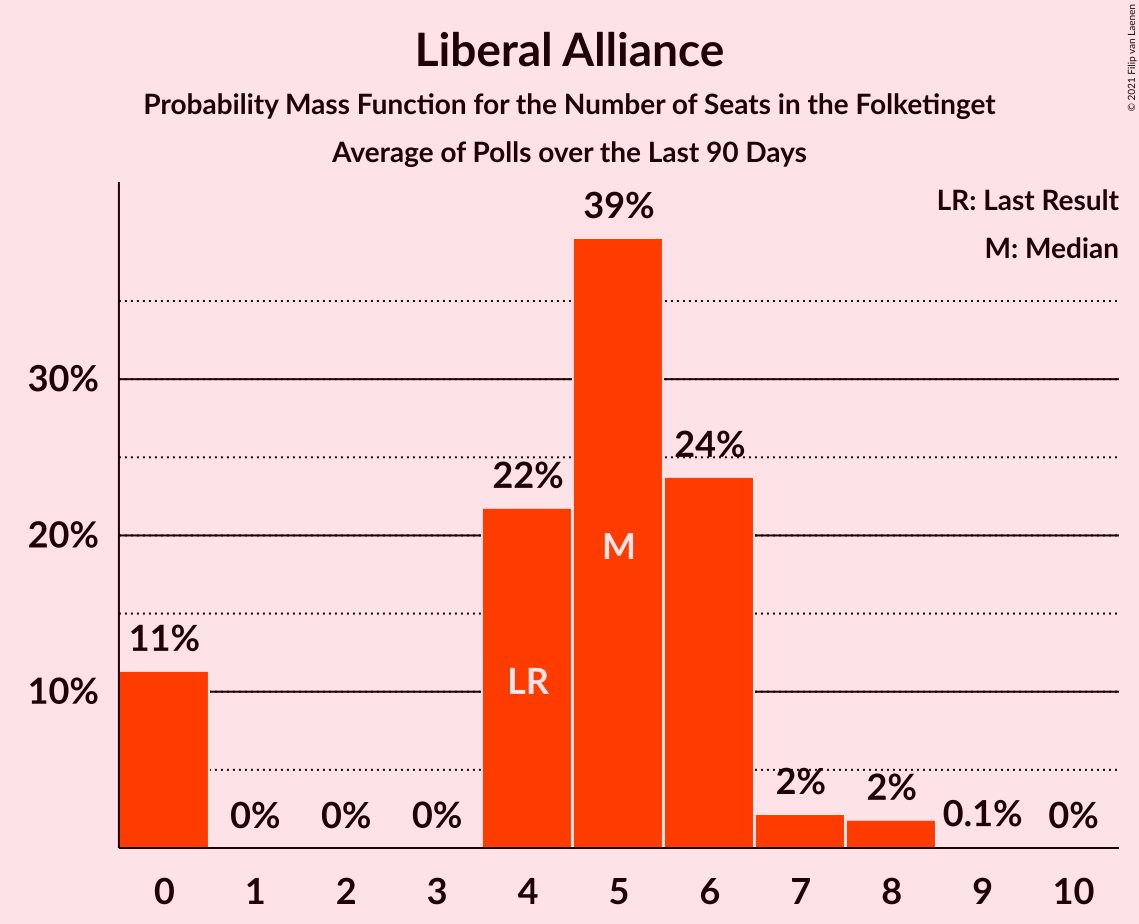 Liberal Alliance
Probability Mass Function for the Number of Seats in the Folketinget
Average of Polls over the Last 90 Days
© 2021 Filip van Laenen
LR: Last Result
M: Median
39%
30%
24%
22%
20%
M
11%
LR
10%
0%
0%
0%
2%
2%
0.1%
0%
0 1 2 3 4 5 6 7 8 9 10